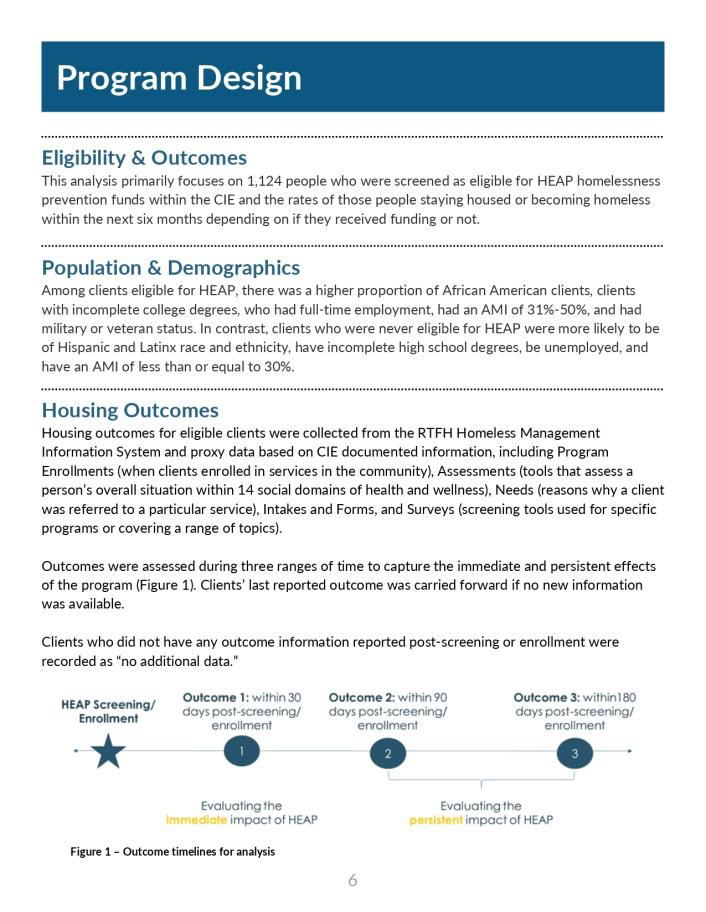 Program Design
Eligibility & Outcomes
This analysis primarily focuses on 1,124 people who were screened as eligible for HEAP homelessness
prevention funds within the CIE and the rates of those people staying housed or becoming homeless
within the next six months depending on if they received funding or not.
Population & Demographics
Among clients eligible for HEAP, there was a higher proportion of African American clients, clients
with incomplete college degrees, who had full-time employment, had an AMI of 31%-50%, and had
military or veteran status. In contrast, clients who were never eligible for HEAP were more likely to be
of Hispanic and Latinx race and ethnicity, have incomplete high school degrees, be unemployed, and
have an AMI of less than or equal to 30%.
Housing Outcomes
Housing outcomes for eligible clients were collected from the RTFH Homeless Management
Information System and proxy data based on CIE documented information, including Program
Enrollments (when clients enrolled in services in the community), Assessments (tools that assess a
person's overall situation within 14 social domains of health and wellness), Needs (reasons why a client
was referred to a particular service), Intakes and Forms, and Surveys (screening tools used for specific
programs or covering a range of topics).
Outcomes were assessed during three ranges of time to capture the immediate and persistent effects
of the program (Figure 1). Clients' last reported outcome was carried forward if no new information
was available.
Clients who did not have any outcome information reported post-screening or enrollment were
recorded as "no additional data."
HEAP Screening/
Enrollment
Outcome 1: within 30
days post-screening/
enrollment
Outcome 2: within 90
days post-screening/
enrollment
Outcome 3: within180
days post-screening/
enrollment
1
2
3
Evaluating the
immediate impact of HEAP
Evaluating the
persistent impact of HEAP
Figure 1 – Outcome timelines for analysis
6